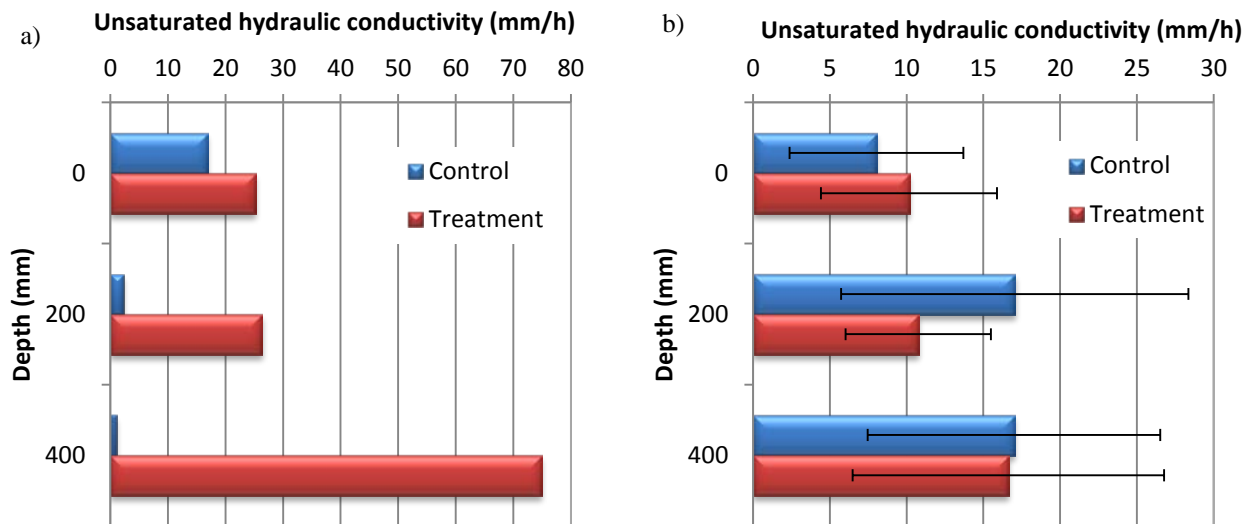 a)
Unsaturated hydraulic conductivity (mm/h)
0 10 20 30 40 50 60 70 80
Depth (mm)
0
200
400
Control
Treatment
b)
Unsaturated hydraulic conductivity (mm/h)
0 5 10 15 20 25 30
Depth (mm)
0
200
400
Control
Treatment